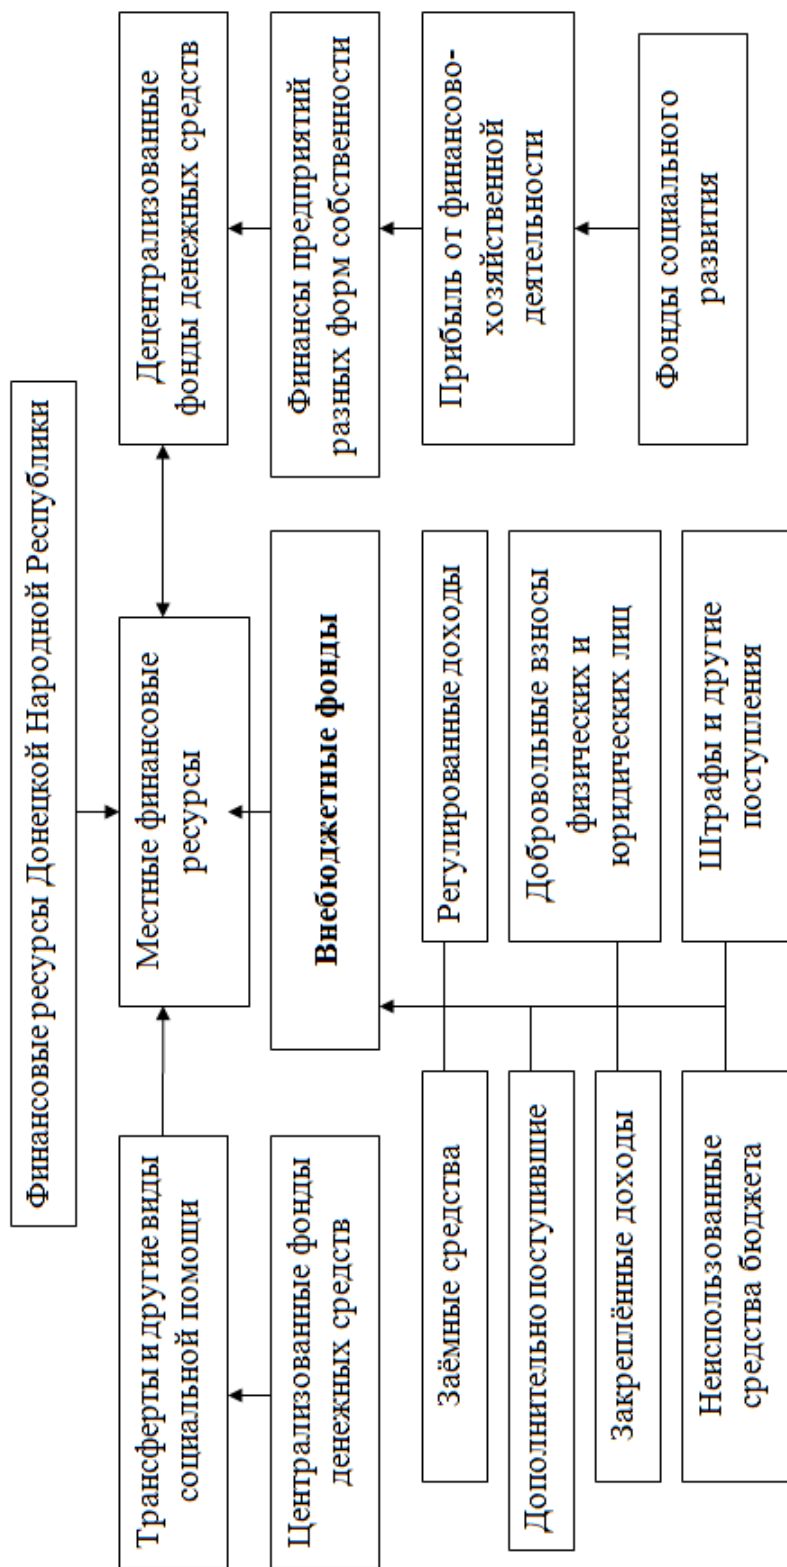 Финансовые ресурсы Донецкой Народной Республики
Трансферты и другие виды
социальной помощи
Местные финансовые
ресурсы
Децентрализованные
фонды денежных средств
Централизованные фонды
денежных средств
Внебюджетные фонды
Финансы предприятий
разных форм собственности
Заёмные средства
Регулированные доходы
Прибыль от финансово-
хозяйственной
деятельности
Дополнительно поступившие
Добровольные взносы
физических и
юридических лиц
Закреплённые доходы
Фонды социального
развития
Неиспользованные
средства бюджета
Штрафы и другие
поступления